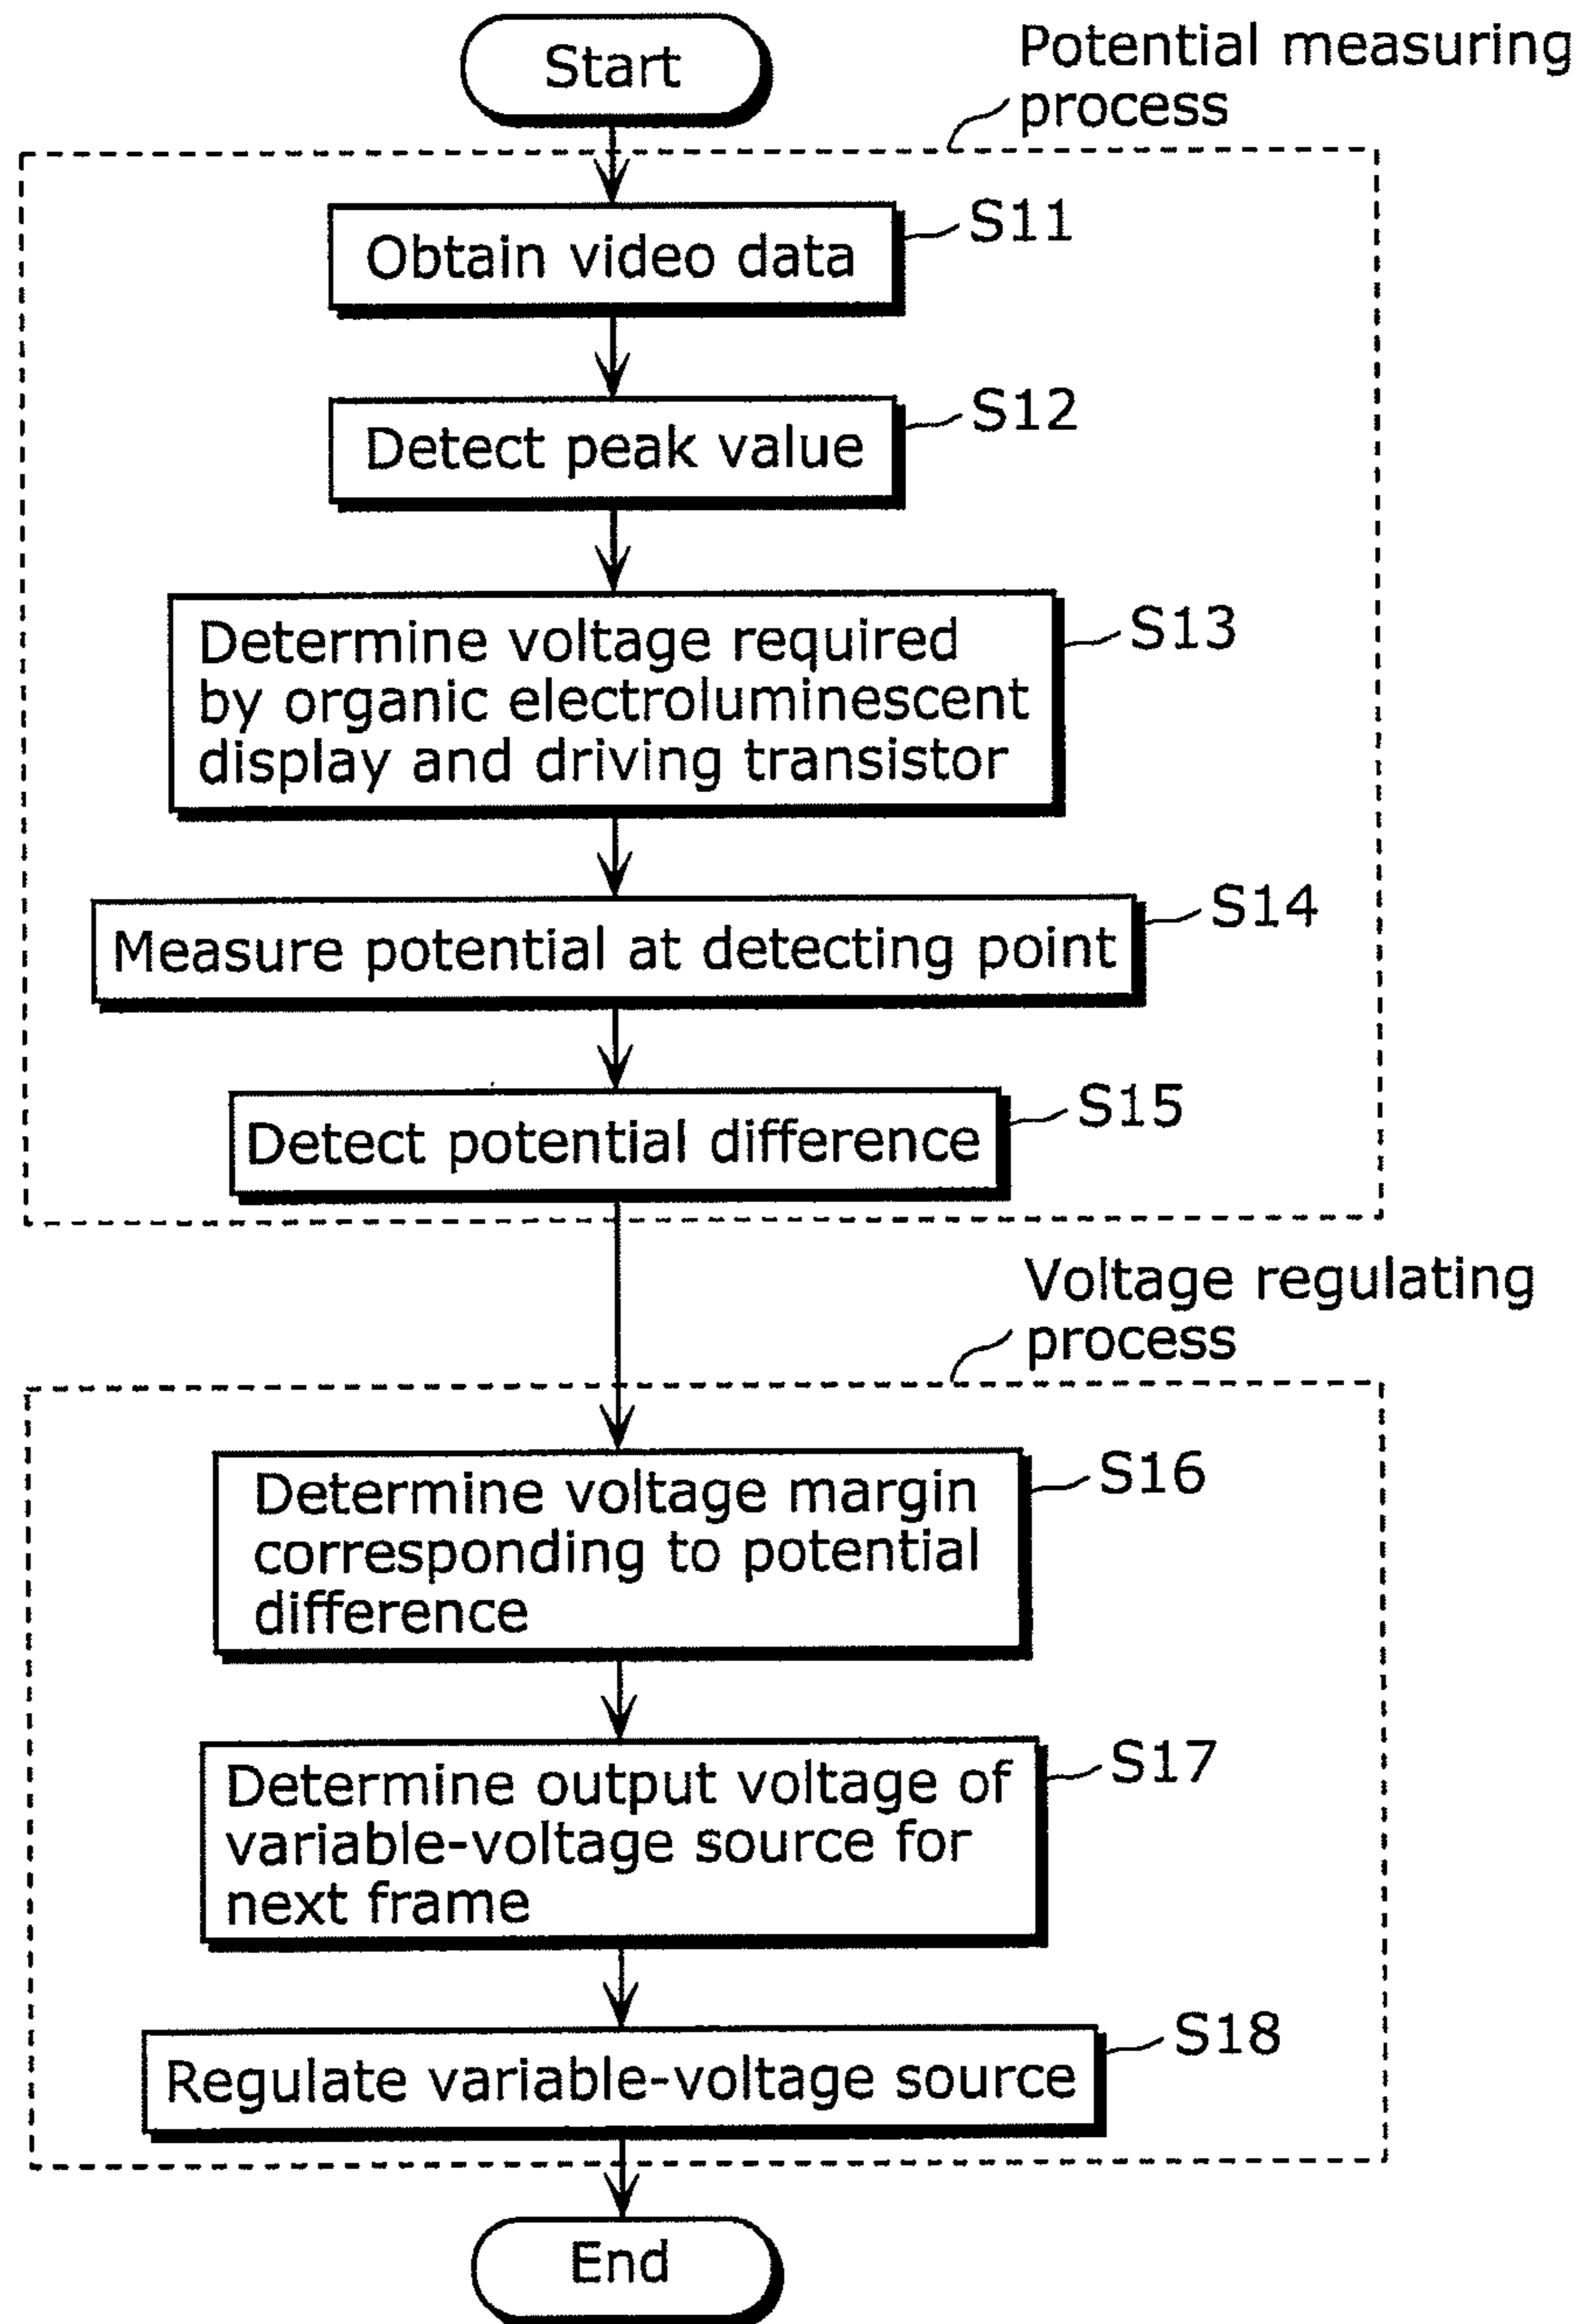 Start
Potential measuring
process
S11
Obtain video data
S12
Detect peak value
S13
Determine voltage required
by organic electroluminescent
display and driving transistor
S14
Measure potential at detecting point
S15
Detect potential difference
Voltage regulating
process
S16
Determine voltage margin
corresponding to potential
difference
S17
Determine output voltage of
variable-voltage source for
next frame
S18
Regulate variable-voltage source
End